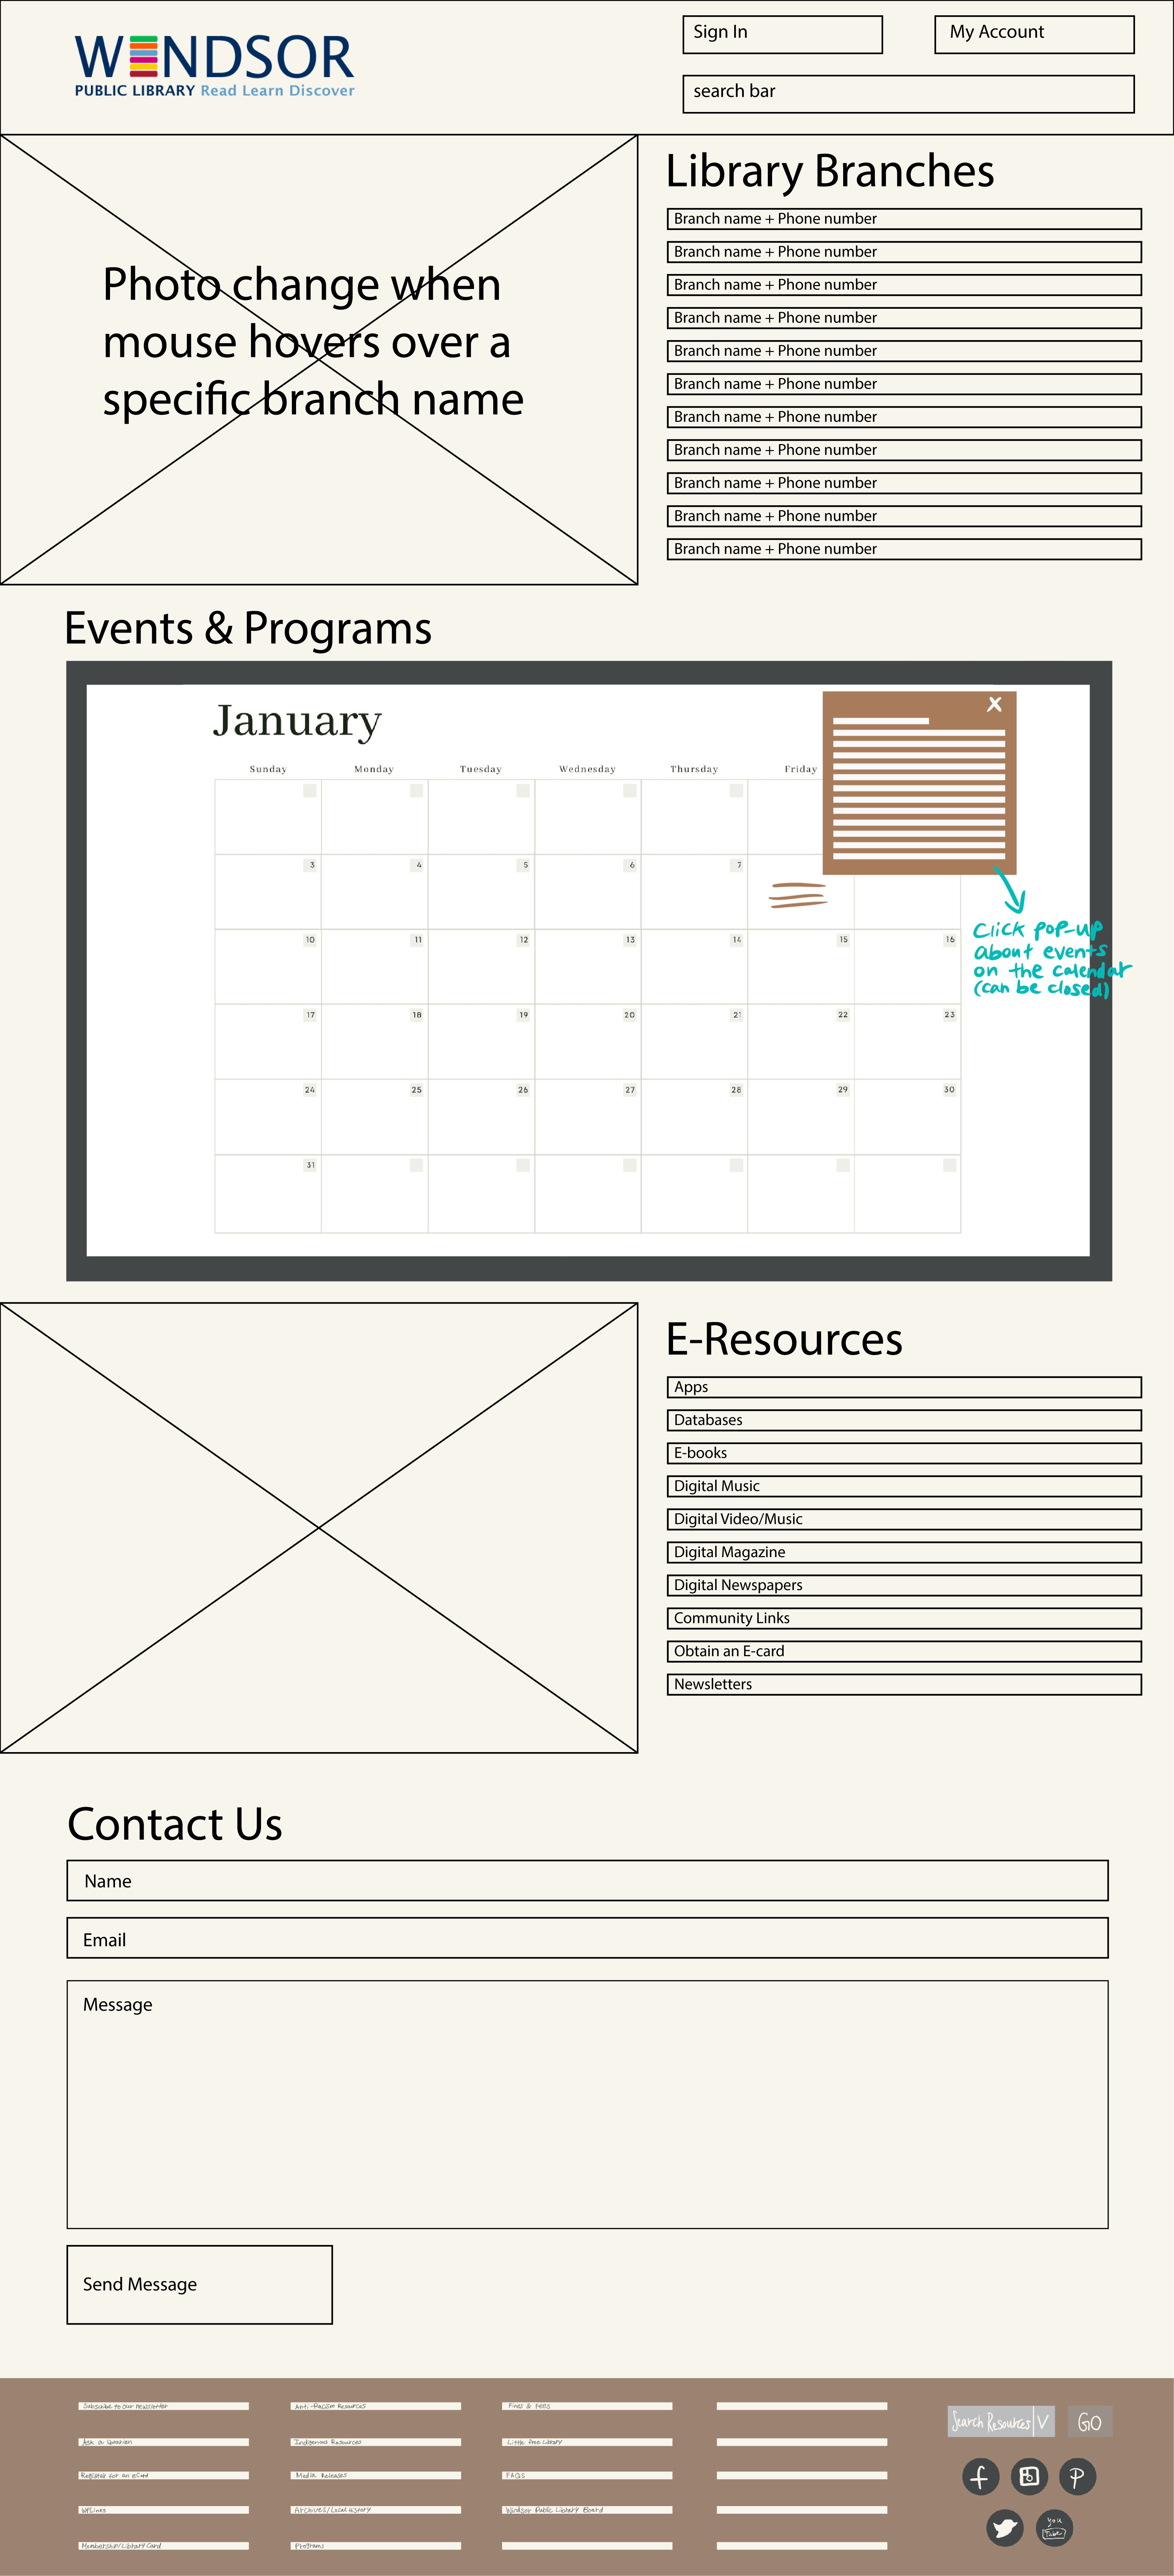 WINDSOR
PUBLIC LIBRARY Read Learn Discover
Sign In
My Account
search bar
Photo change when
mouse hovers over a
specific branch name
Library Branches
Branch name + Phone number
Branch name + Phone number
Branch name + Phone number
Branch name + Phone number
Branch name + Phone number
Branch name + Phone number
Branch name + Phone number
Branch name + Phone number
Branch name + Phone number
Branch name + Phone number
Branch name + Phone number
Events & Programs
January
X
Sunday Monday Tuesday Wednesday Thursday Friday
3 4 5 6 7
10 11 12 13 14 15 16
17 18 19 20 21 22 23
24 25 26 27 28 29 30
31
Click pop-up
about events
on the calendar
(can be closed)
E-Resources
Apps
Databases
E-books
Digital Music
Digital Video/Music
Digital Magazine
Digital Newspapers
Community Links
Obtain an E-card
Newsletters
Contact Us
Name
Email
Message
Send Message
Subscribe to our newsletter
Ask a Question
Register for an eCard
Membership/Library Card
Anti-Racism Resources
Indigenous Resources
Media Releases
Archives/Local History
Programs
Fines & Fees
Little Free Library
FAQS
Windsor Public Library Board
Search Resources V
GO
f
P
You
Tube